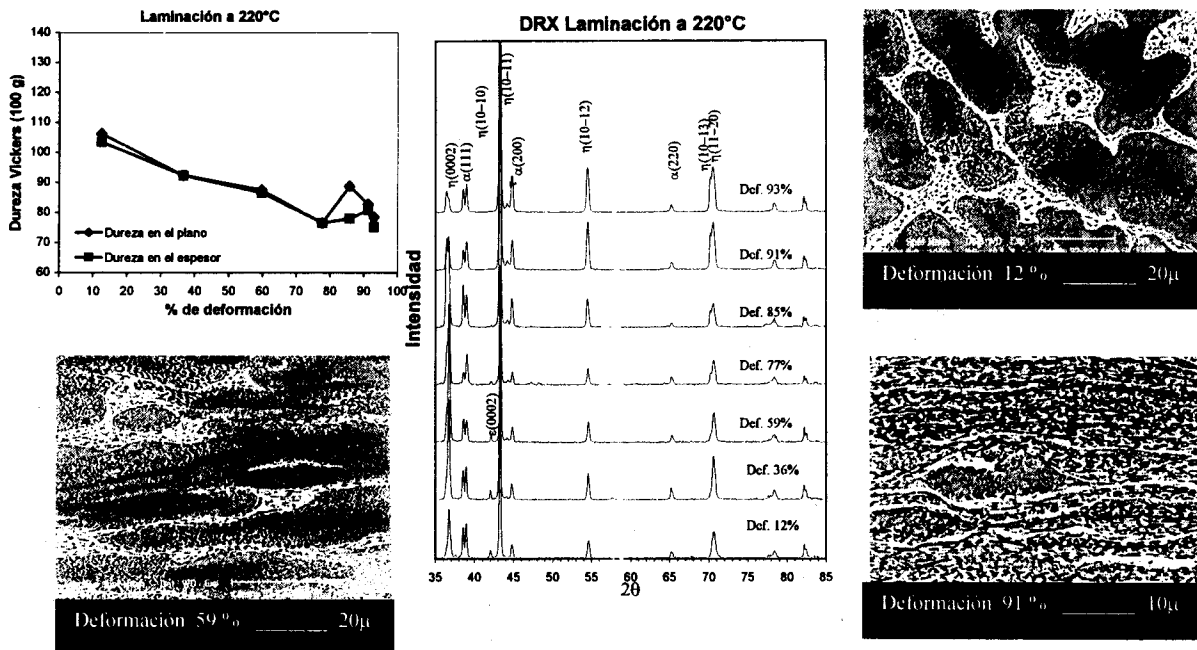 Laminación a 220°C
140
130
120
110
100
90
80
70
60
Dureza Vickers (100 g)
Dureza en el plano
Dureza en el espesor
0 10 20 30 40 50 60 70 80 90 100
% de deformación
DRX Laminación a 220°C
Intensidad
η(0002)
α(111)
η(10-10)
η(10-11)
α(200)
η(10-12)
α(220)
η(10-13)
η(11-20)
ε(0002)
Def. 93%
Def. 91%
Def. 85%
Def. 77%
Def. 59%
Def. 36%
Def. 12%
35 45 55 65 70 75 85
2θ
Deformación 12 % 20μ
Deformación 59 % 20μ
Deformación 91 % 10μ